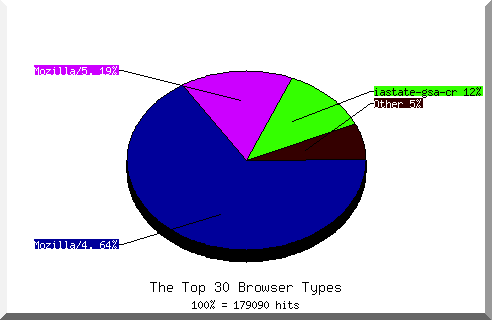 Mozilla/5, 19%
iastate-gsa-cr 12%
Other 5%
Mozilla/4, 64%
The Top 30 Browser Types
100% = 179090 hits